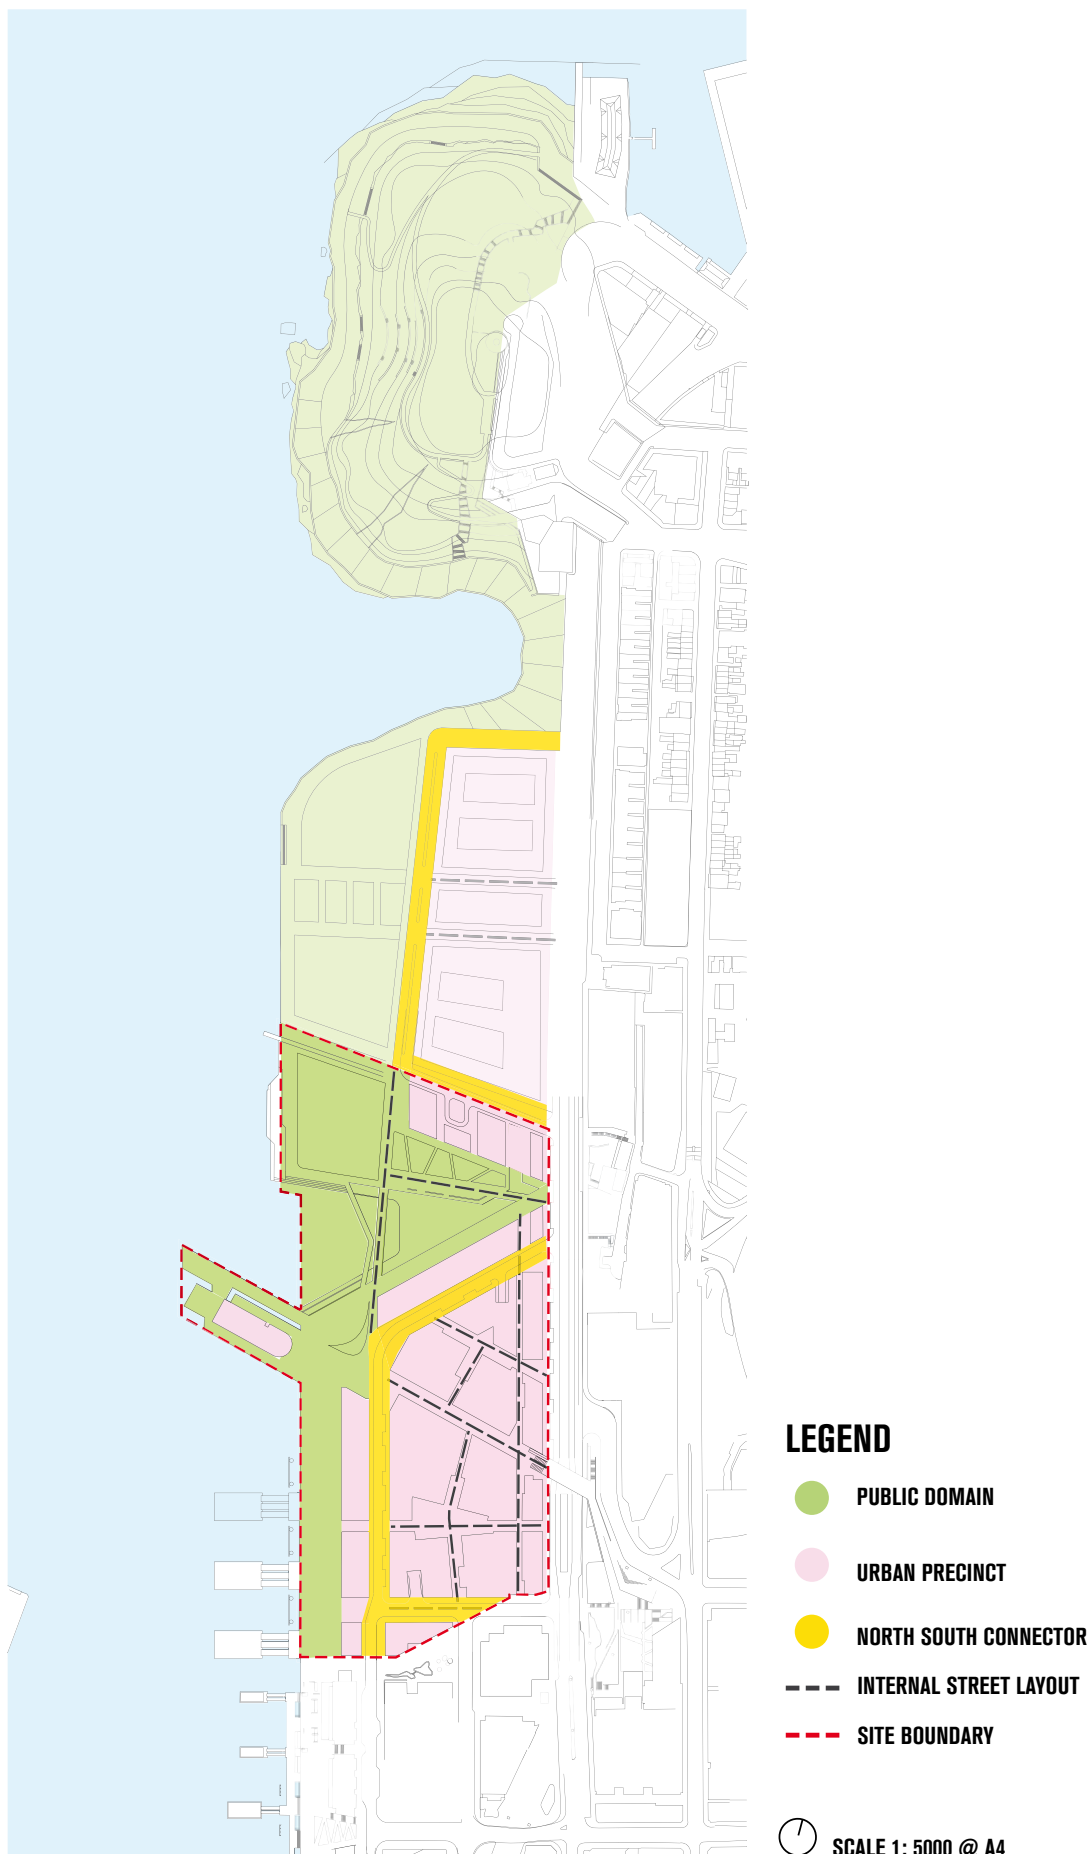 LEGEND
PUBLIC DOMAIN
URBAN PRECINCT
NORTH SOUTH CONNECTOR
INTERNAL STREET LAYOUT
SITE BOUNDARY
SCALE 1: 5000 @ A4